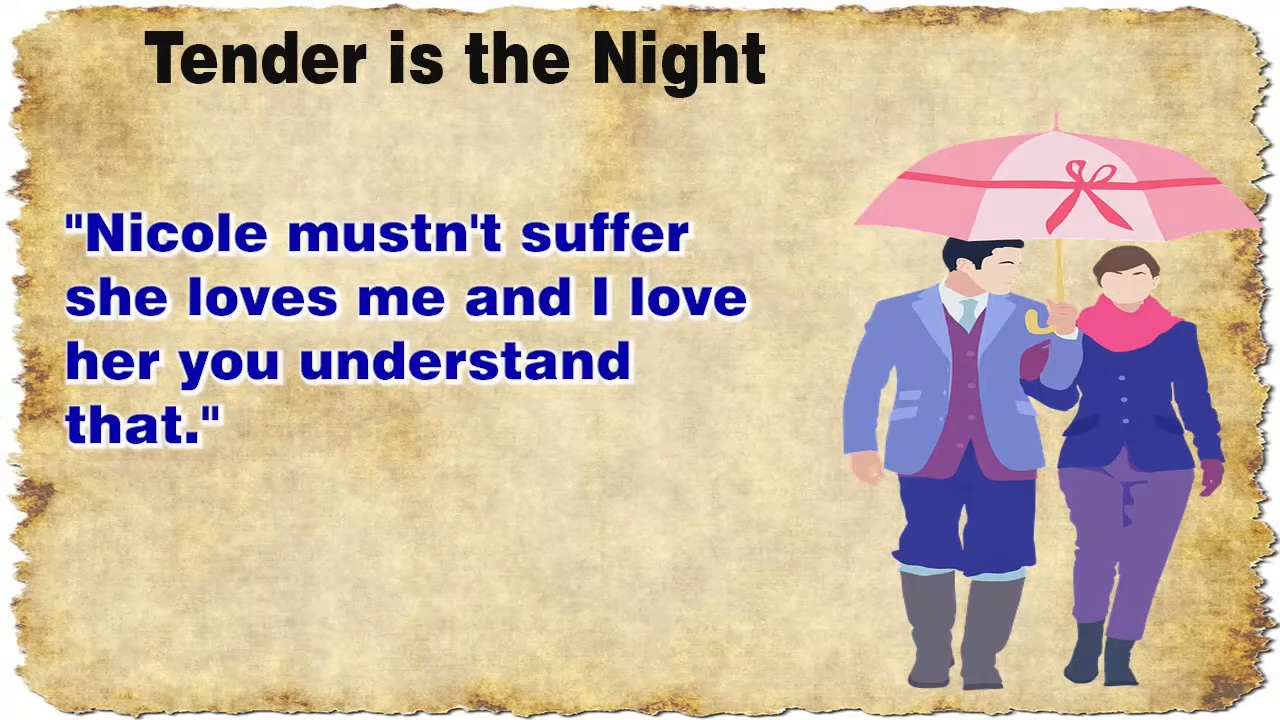 Tender is the Night
"Nicole mustn't suffer
she loves me and I love
her you understand
that."